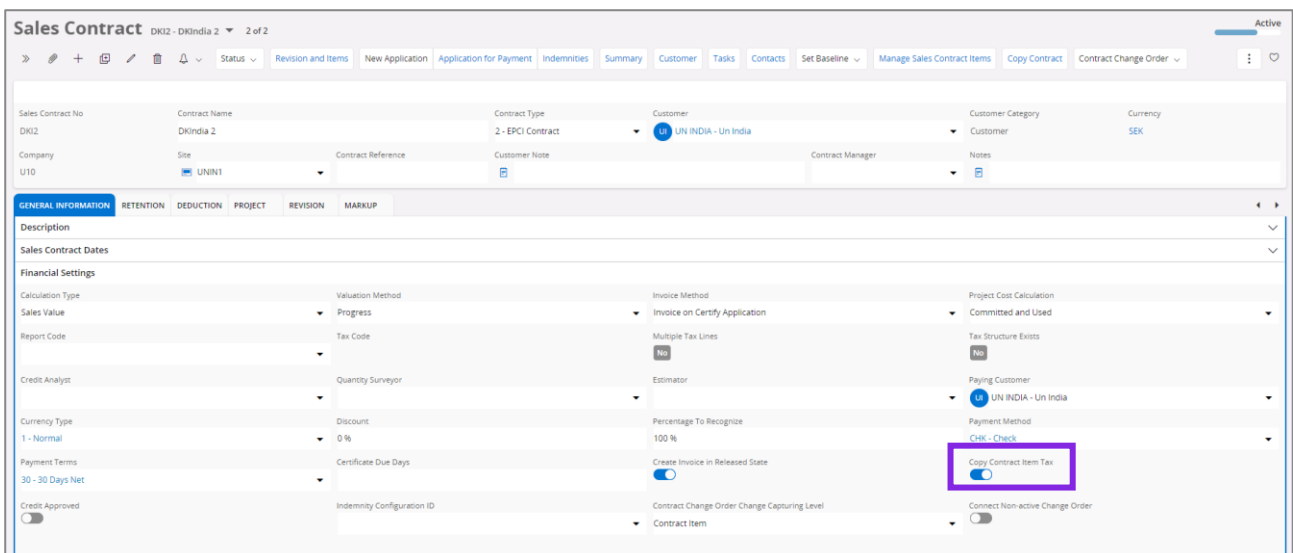 Sales Contract DKI2 - DKIndia 2 2 of 2
Active
Status Revision and Items New Application Application for Payment Indemnities Summary Customer Tasks Contacts Set Baseline Manage Sales Contract Items Copy Contract Contract Change Order
Sales Contract No Contract Name Contract Type Customer Customer Category Currency
DKI2 DKIndia 2 2 - EPCI Contract UI UN INDIA - Un India Customer SEK
Company Site Contract Reference Customer Note Contract Manager Notes
U10 UNIN1
GENERAL INFORMATION RETENTION DEDUCTION PROJECT REVISION MARKUP
Description
Sales Contract Dates
Financial Settings
Calculation Type Valuation Method Invoice Method Project Cost Calculation
Sales Value Progress Invoice on Certify Application Committed and Used
Report Code Tax Code Multiple Tax Lines Tax Structure Exists
No No
Credit Analyst Quantity Surveyor Estimator Paying Customer
UI UN INDIA - Un India
Currency Type Discount Percentage To Recognize Payment Method
1 - Normal 0 % 100 % CHK - Check
Payment Terms Certificate Due Days Create Invoice in Released State Copy Contract Item Tax
30 - 30 Days Net
Credit Approved Indemnity Configuration ID Contract Change Order Change Capturing Level Connect Non-active Change Order
Contract Item